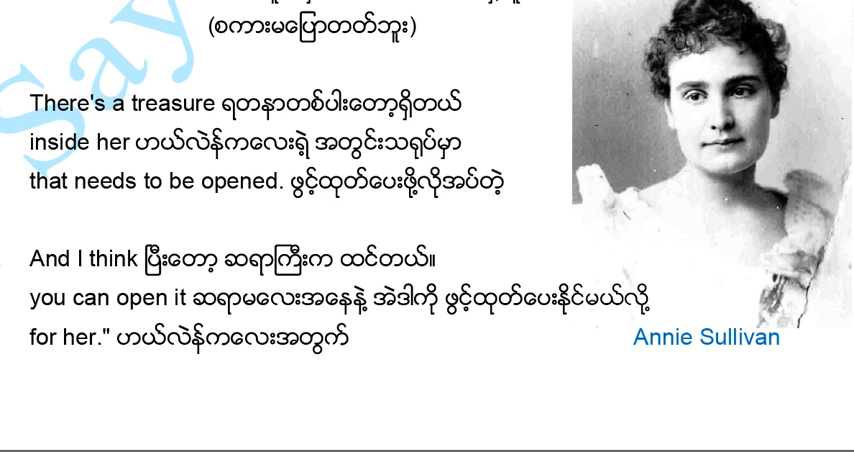 Say
(စကားမပြောတတ်ဘူး)
There's a treasure ရတနာတစ်ပါးတော့ရှိတယ်
inside her ဟယ်လဲန်ကလေးရဲ့ အတွင်းသရုပ်မှာ
that needs to be opened. ဖွင့်ထုတ်ပေးဖို့လိုအပ်တဲ့
And I think ပြီးတော့ ဆရာကြီးက ထင်တယ်။
you can open it ဆရာမလေးအနေနဲ့ အဲဒါကို ဖွင့်ထုတ်ပေးနိုင်မယ်လို့
for her." ဟယ်လဲန်ကလေးအတွက်
Annie Sullivan